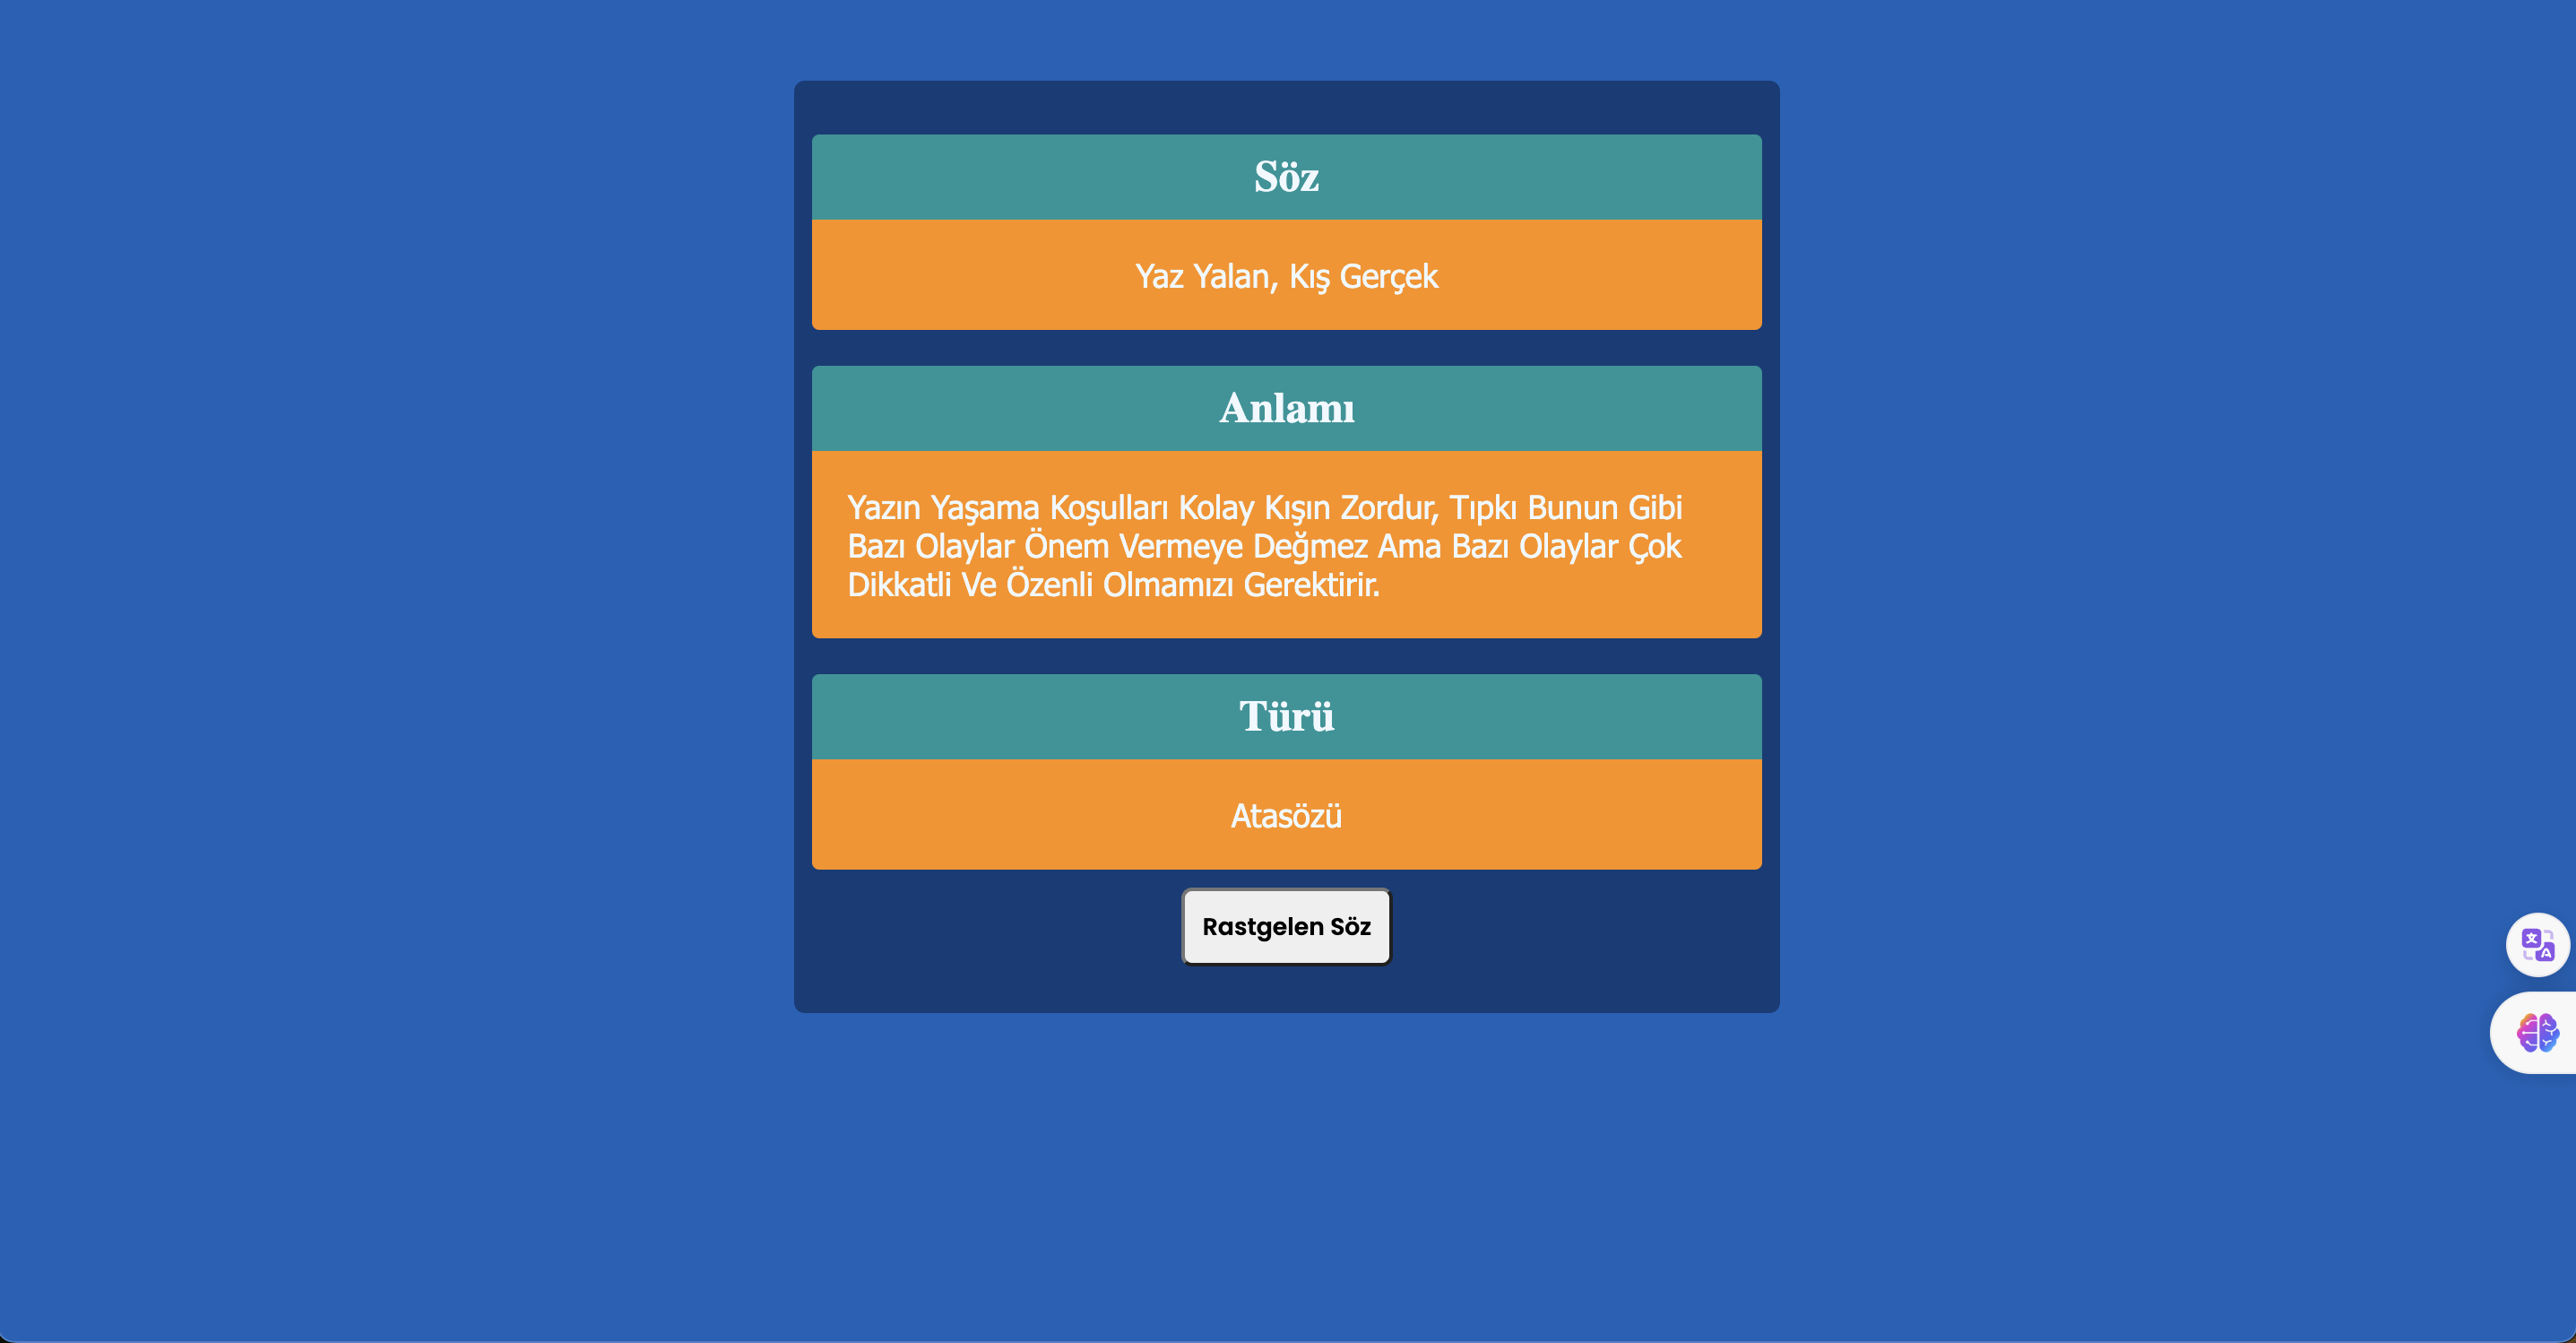 Söz
Yaz Yalan, Kış Gerçek
Anlamı
Yazın Yaşama Koşulları Kolay Kışın Zordur, Tıpkı Bunun Gibi
Bazı Olaylar Önem Vermeye Değmez Ama Bazı Olaylar Çok
Dikkatli Ve Özenli Olmamızı Gerektirir.
Türü
Atasözü
Rastgelen Söz